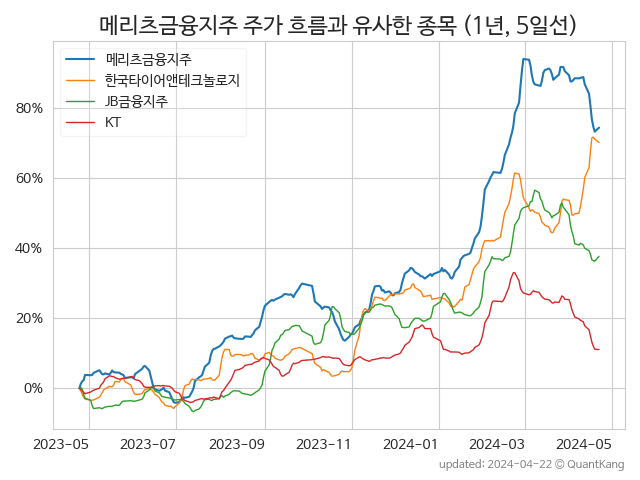 메리츠금융지주 주가 흐름과 유사한 종목 (1년, 5일선)
메리츠금융지주
한국타이어앤테크놀로지
JB금융지주
KT
80%
60%
40%
20%
0%
2023-05 2023-07 2023-09 2023-11 2024-01 2024-03 2024-05
updated: 2024-04-22 © QuantKang